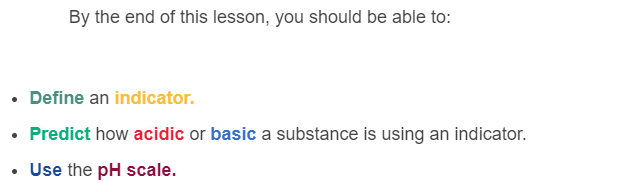 By the end of this lesson, you should be able to:
• Define an indicator.
• Predict how acidic or basic a substance is using an indicator.
• Use the pH scale.